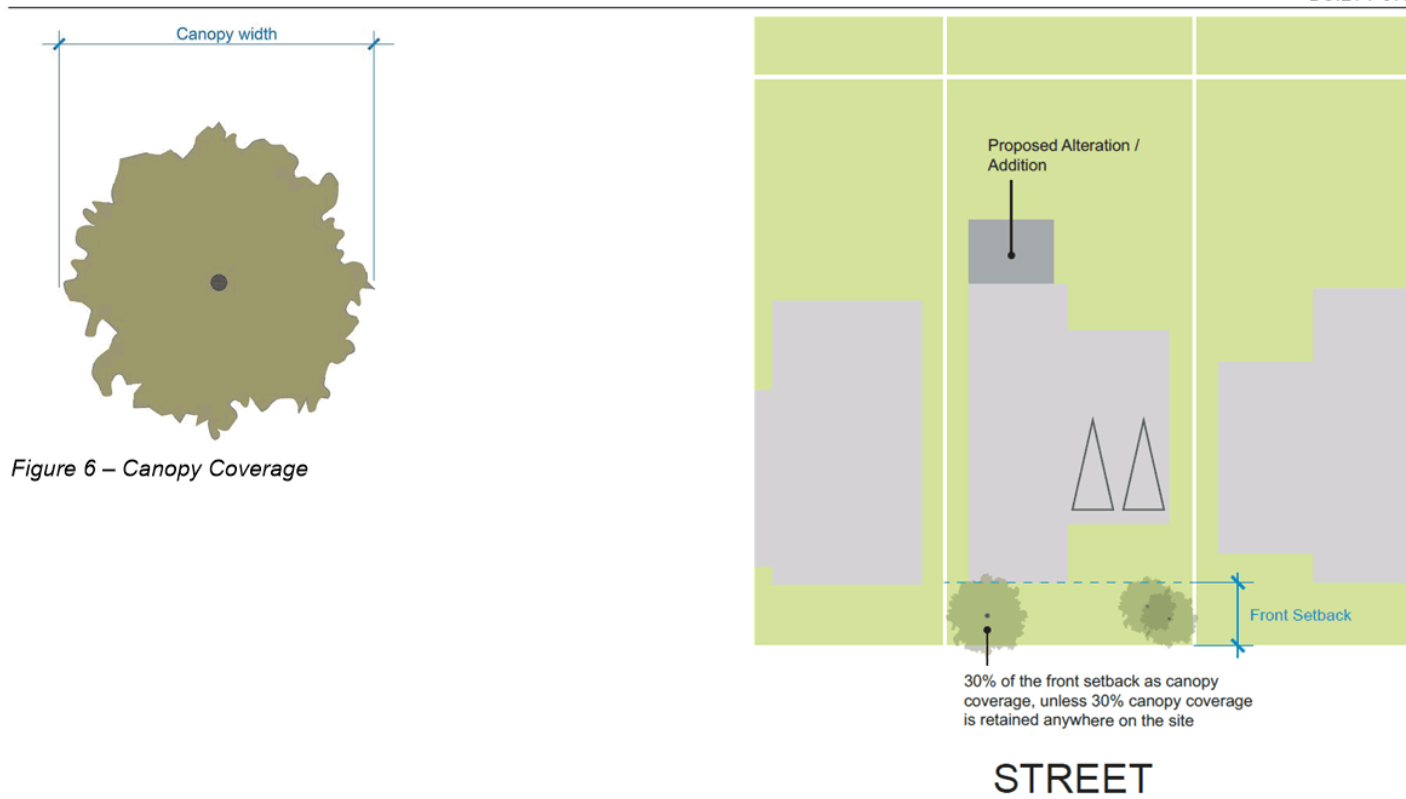 Canopy width
Figure 6 – Canopy Coverage
Proposed Alteration /
Addition
Front Setback
30% of the front setback as canopy
coverage, unless 30% canopy coverage
is retained anywhere on the site
STREET